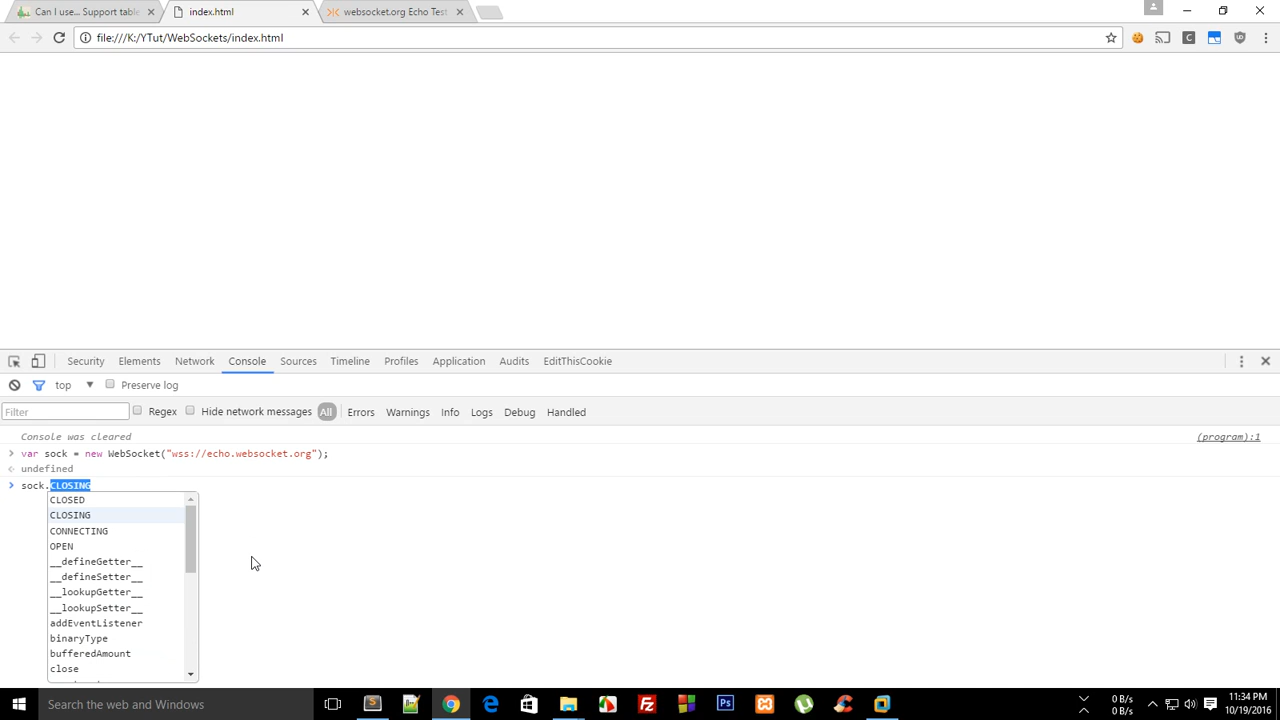 Can I use... Support table
index.html
websocket.org Echo Test
file:///K:/YTut/WebSockets/index.html
Security Elements Network Console Sources Timeline Profiles Application Audits EditThisCookie
top Preserve log
Filter Regex Hide network messages All Errors Warnings Info Logs Debug Handled
Console was cleared (program):1
var sock = new WebSocket("wss://echo.websocket.org");
undefined
sock.CLOSING
CLOSED
CLOSING
CONNECTING
OPEN
__defineGetter__
__defineSetter__
__lookupGetter__
__lookupSetter__
addEventListener
binaryType
bufferedAmount
close
Search the web and Windows
0 B/s
0 B/s
11:34 PM
10/19/2016